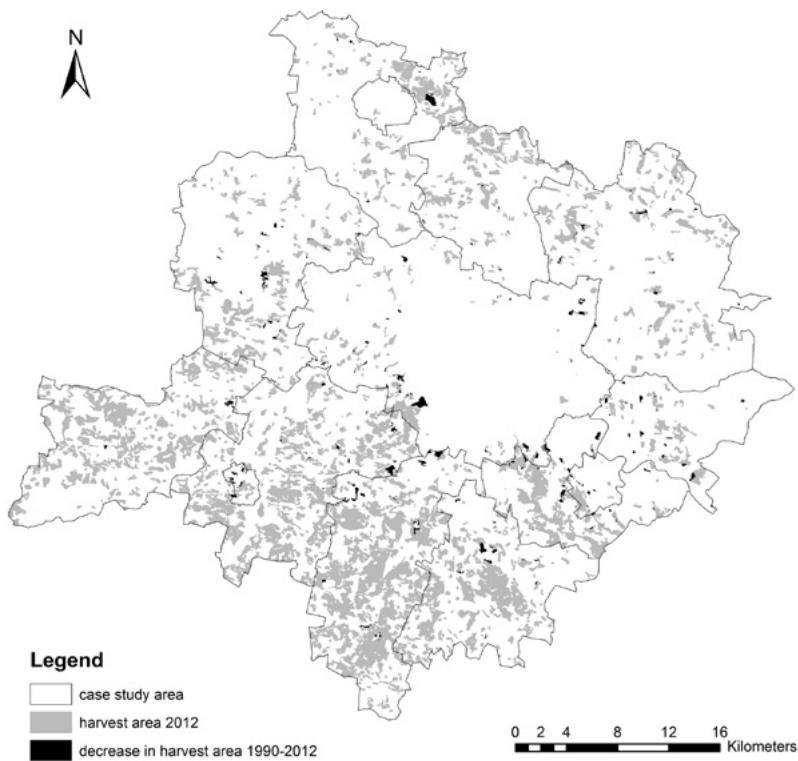 N
Legend
case study area
harvest area 2012
decrease in harvest area 1990-2012
0 2 4 8 12 16
Kilometers